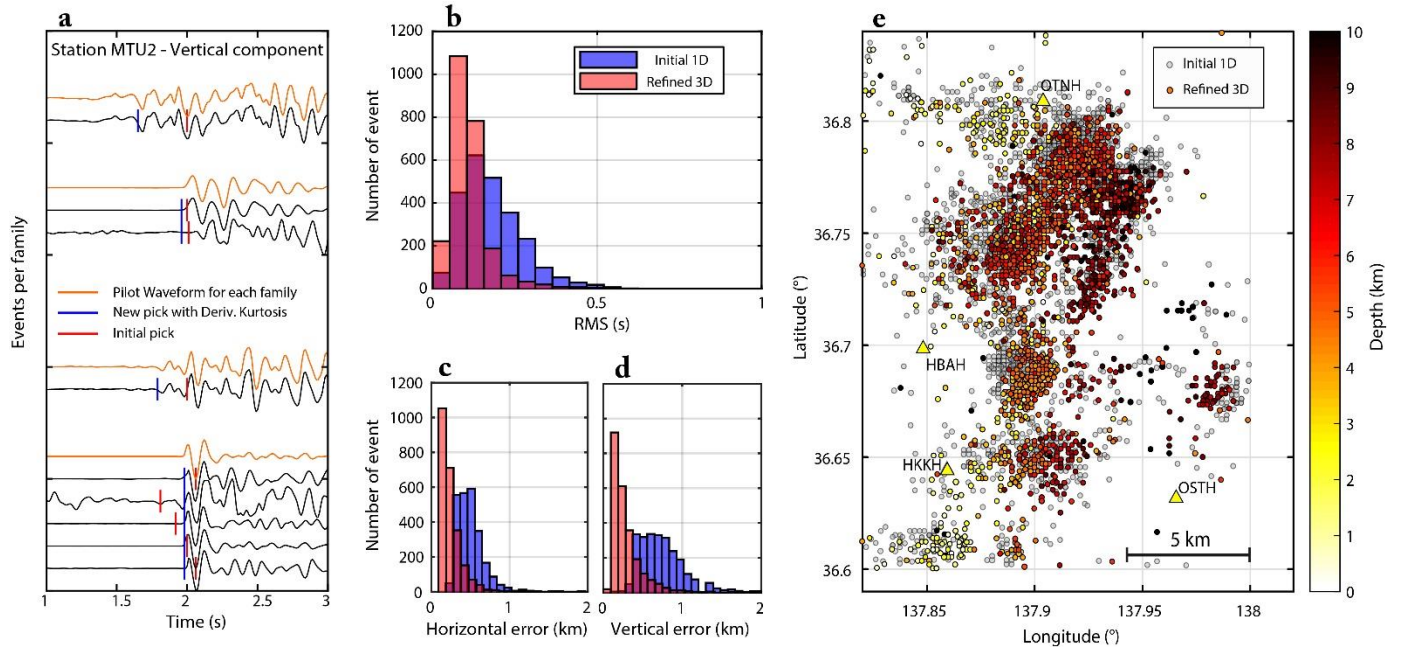 a
Station MTU2 - Vertical component
Events per family
Pilot Waveform for each family
New pick with Deriv. Kurtosis
Initial pick
1
1.5
2
2.5
3
Time (s)
b
1200
1000
800
600
400
200
0
Number of event
Initial 1D
Refined 3D
0
0.5
1
RMS (s)
c
1200
1000
800
600
400
200
0
Number of event
0
1
2
Horizontal error (km)
d
0
1
2
Vertical error (km)
e
Initial 1D
Refined 3D
OTNH
HBAH
HKKH
OSTH
5 km
36.8
36.75
36.7
36.65
36.6
Latitude (°)
137.85
137.9
137.95
138
Longitude (°)
10
9
8
7
6
5
4
3
2
1
0
Depth (km)